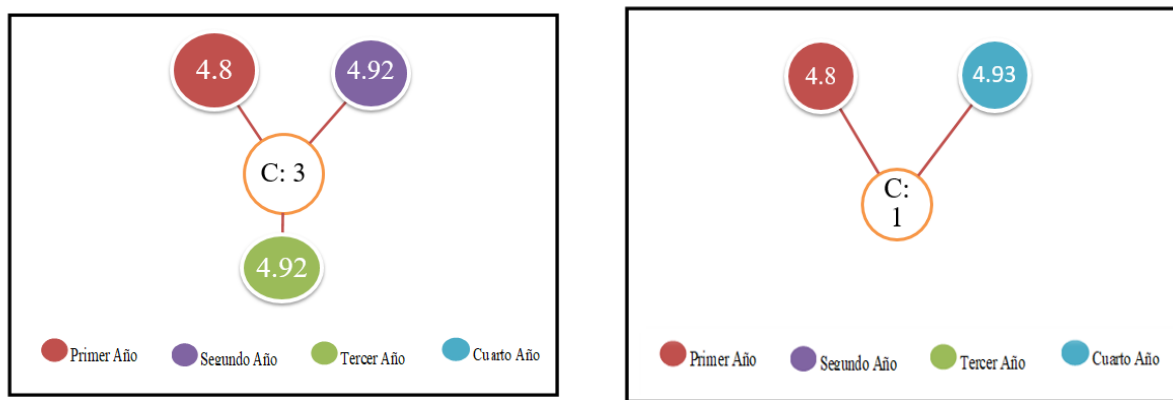 4.8
4.92
C: 3
4.92
Primer Año
Segundo Año
Tercer Año
Cuarto Año
4.8
4.93
C:
1
Primer Año
Segundo Año
Tercer Año
Cuarto Año